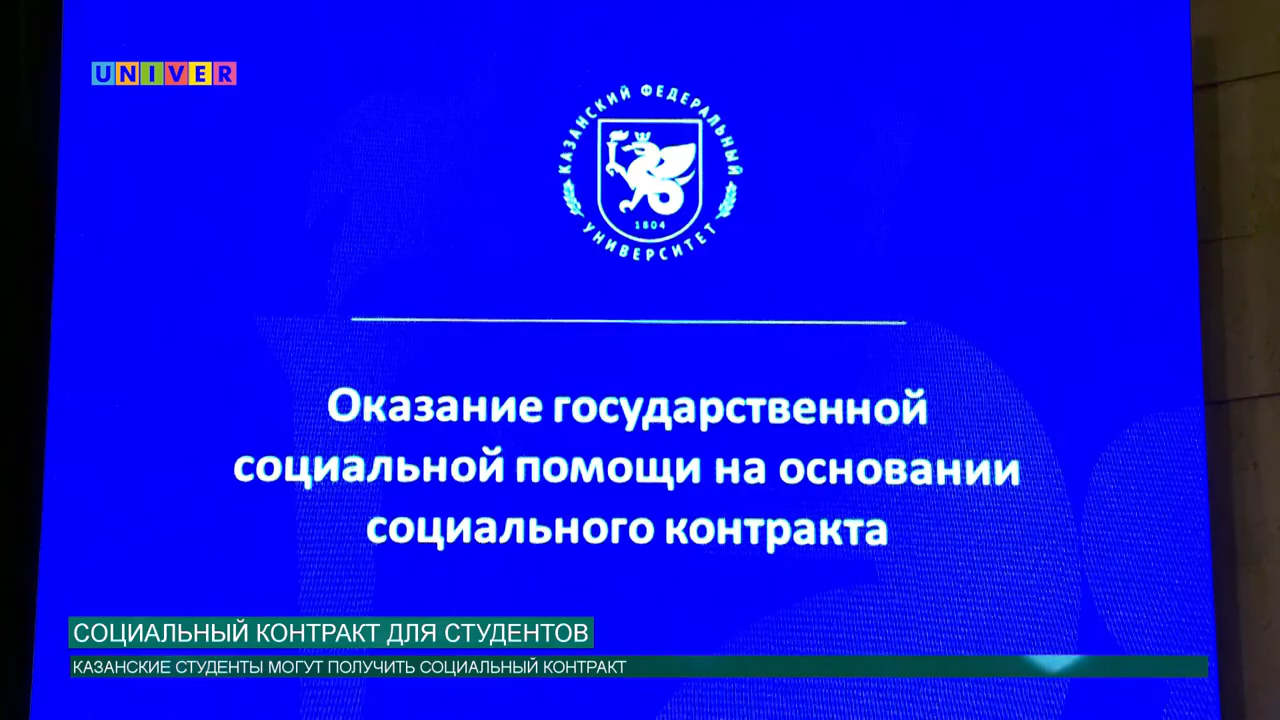 UNIVER
КАЗАНСКИЙ ФЕДЕРАЛЬНЫЙ
1804
УНИВЕРСИТЕТ
Оказание государственной
социальной помощи на основании
социального контракта
СОЦИАЛЬНЫЙ КОНТРАКТ ДЛЯ СТУДЕНТОВ
КАЗАНСКИЕ СТУДЕНТЫ МОГУТ ПОЛУЧИТЬ СОЦИАЛЬНЫЙ КОНТРАКТ